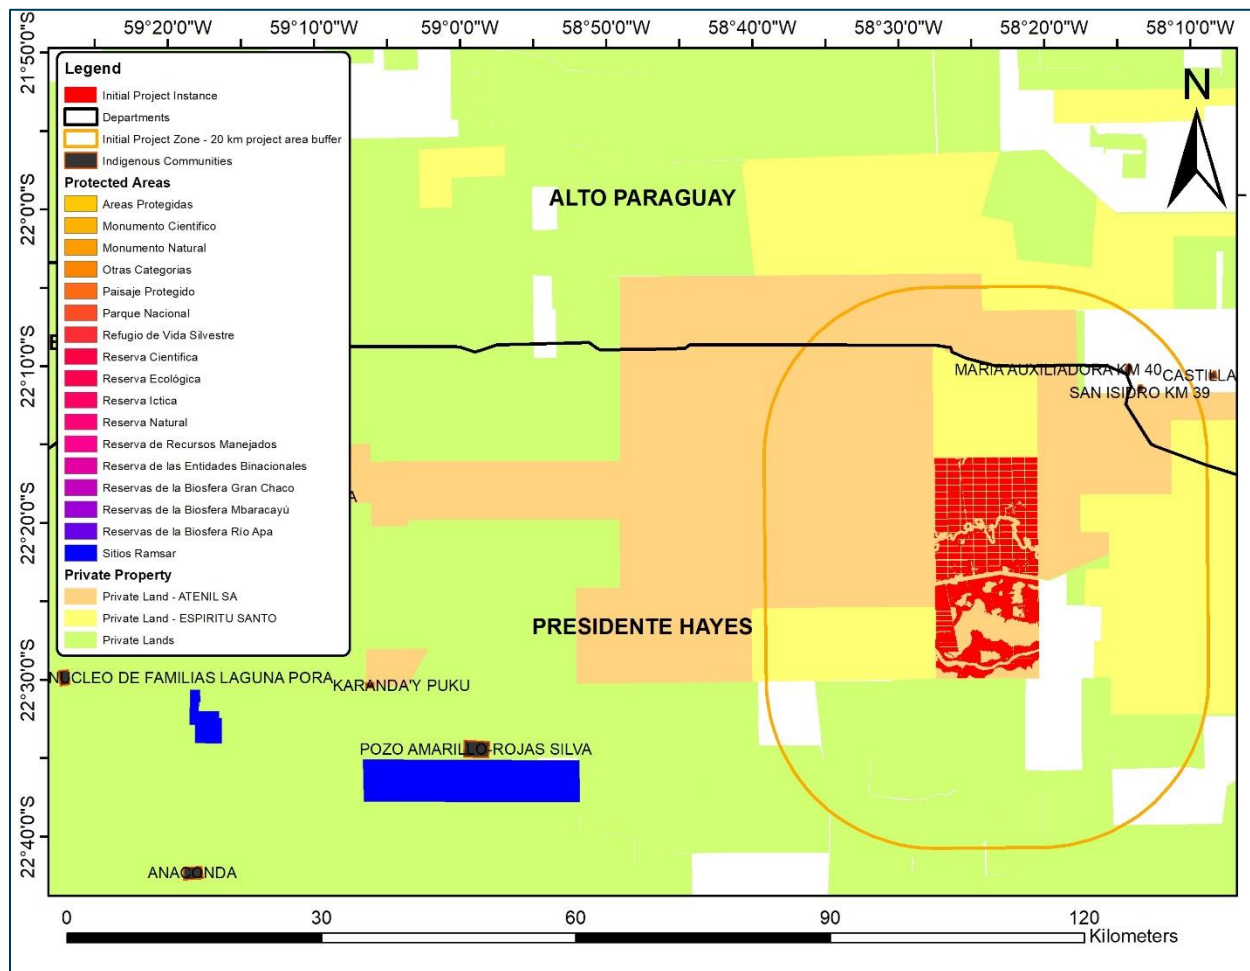 59°20'0"W 59°10'0"W 59°0'0"W 58°50'0"W 58°30'0"W 58°20'0"W 58°10'0"W
21°50'0"S
22°0'0"S
22°10'0"S
22°20'0"S
22°30'0"S
22°40'0"S
Legend
Initial Project Instance
Departments
Initial Project Zone - 20 km project area buffer
Indigenous Communities
Protected Areas
Areas Protegidas
Monumento Cientifico
Monumento Natural
Otras Categorias
Paisaje Protegido
Parque Nacional
Refugio de Vida Silvestre
Reserva Cientifica
Reserva Ecológica
Reserva Ictica
Reserva Natural
Reserva de Recursos Manejados
Reserva de las Entidades Binacionales
Reservas de la Biosfera Gran Chaco
Reservas de la Biosfera Mbaracayú
Reservas de la Biosfera Río Apa
Sitios Ramsar
Private Property
Private Land - ATENIL SA
Private Land - ESPIRITU SANTO
Private Lands
N
ALTO PARAGUAY
MARIA AUXILIADORA KM 40
CASTILLA
SAN ISIDRO KM 39
PRESIDENTE HAYES
NUCLEO DE FAMILIAS LAGUNA PORA
KARANDA'Y PUKU
POZO AMARILLO-ROJAS SILVA
ANACONDA
0 30 60 90 120
Kilometers